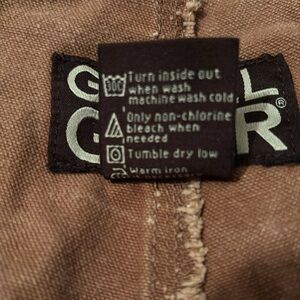 G L
G R®
30C
Turn inside out
when wash
machine wash cold,
Only non-chlorine
bleach when
needed
Tumble dry low
Warm iron